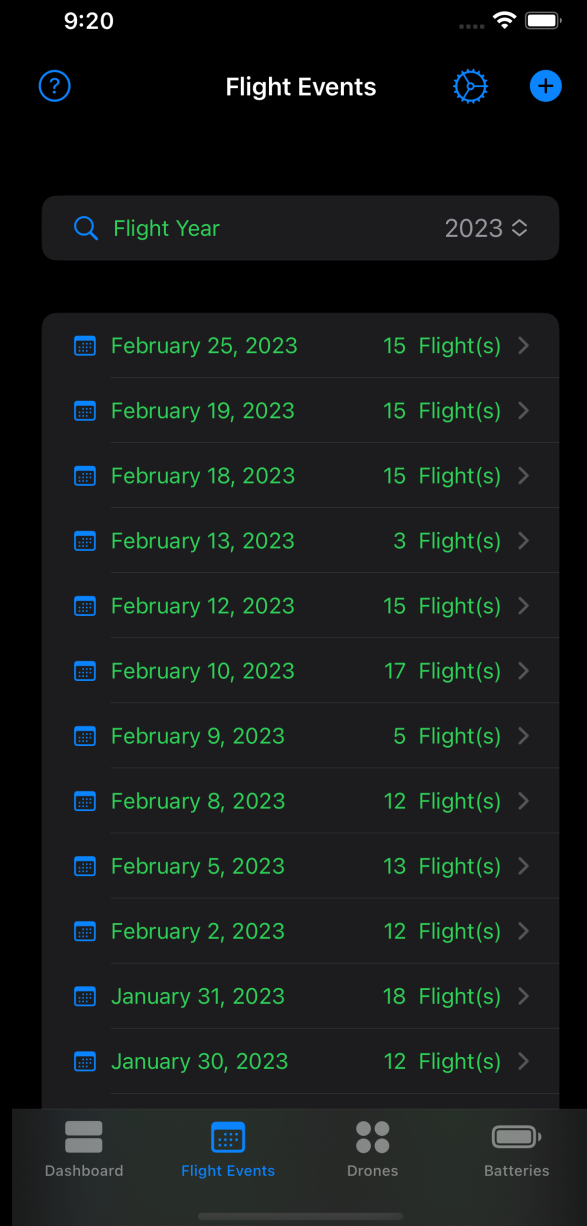 9:20
?
Flight Events
Flight Year 2023
February 25, 2023 15 Flight(s)
February 19, 2023 15 Flight(s)
February 18, 2023 15 Flight(s)
February 13, 2023 3 Flight(s)
February 12, 2023 15 Flight(s)
February 10, 2023 17 Flight(s)
February 9, 2023 5 Flight(s)
February 8, 2023 12 Flight(s)
February 5, 2023 13 Flight(s)
February 2, 2023 12 Flight(s)
January 31, 2023 18 Flight(s)
January 30, 2023 12 Flight(s)
Dashboard Flight Events Drones Batteries